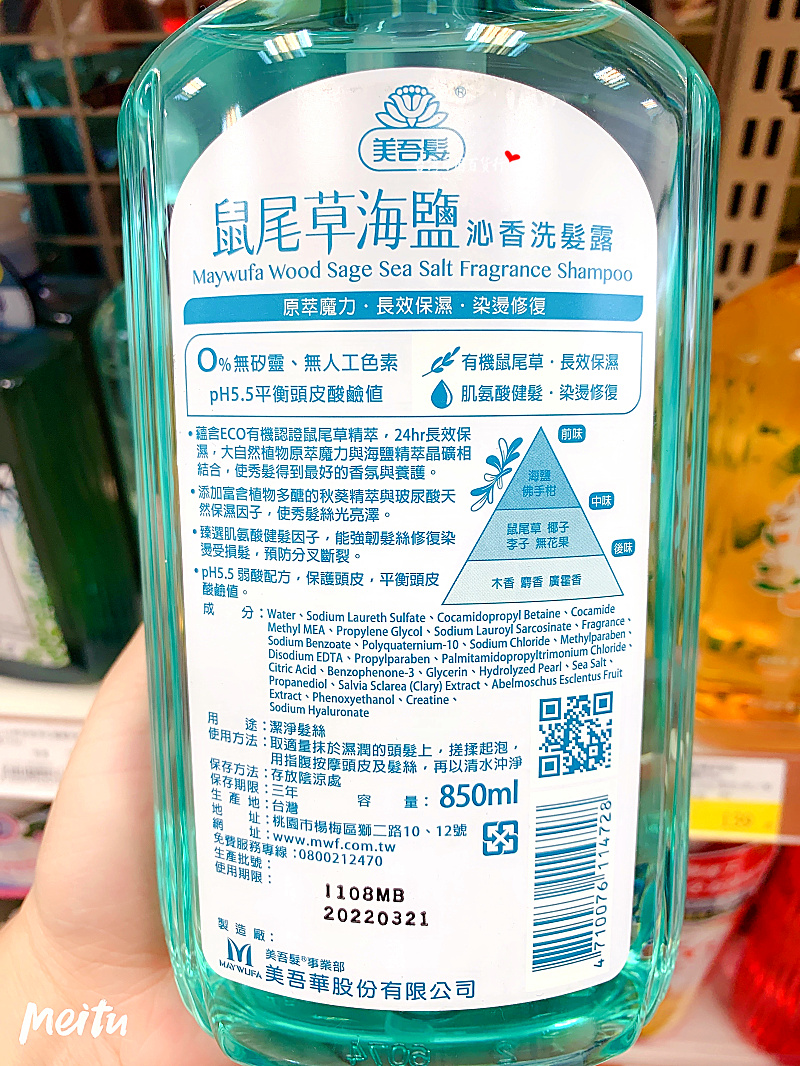 ®
美吾髮
鼠尾草海鹽 沁香洗髮露
Maywufa Wood Sage Sea Salt Fragrance Shampoo
原萃魔力・長效保濕・染燙修復
0%無矽靈、無人工色素
pH5.5平衡頭皮酸鹼值
有機鼠尾草・長效保濕
肌氨酸健髮・染燙修復
•蘊含ECO有機認證鼠尾草精萃,24hr長效保
濕,大自然植物原萃魔力與海鹽精萃晶礦相
結合,使秀髮得到最好的香氛與養護。
•添加富含植物多醣的秋葵精萃與玻尿酸天
然保濕因子,使秀髮絲光亮澤。
•臻選肌氨酸健髮因子,能強韌髮絲修復染
燙受損髮,預防分叉斷裂。
•pH5.5 弱酸配方,保護頭皮,平衡頭皮
酸鹼值。
前味
海鹽
佛手柑
中味
鼠尾草 椰子
李子 無花果
後味
木香 麝香 廣霍香
成 分:Water、Sodium Laureth Sulfate、Cocamidopropyl Betaine、Cocamide
Methyl MEA、Propylene Glycol、Sodium Lauroyl Sarcosinate、Fragrance、
Sodium Benzoate、Polyquaternium-10、Sodium Chloride、Methylparaben、
Disodium EDTA、Propylparaben、Palmitamidopropyltrimonium Chloride、
Citric Acid、Benzophenone-3、Glycerin、Hydrolyzed Pearl、Sea Salt、
Propanediol、Salvia Sclarea (Clary) Extract、Abelmoschus Esclentus Fruit
Extract、Phenoxyethanol、Creatine、
Sodium Hyaluronate
用 途:潔淨髮絲
使用方法:取適量抹於濕潤的頭髮上,搓揉起泡,
用指腹按摩頭皮及髮絲,再以清水沖淨
保存方法:存放陰涼處
保存期限:三年
容 量:850ml
生 產 地:台灣
地 址:桃園市楊梅區獅二路10、12號
網 址:www.mwf.com.tw
免費服務專線:0800212470
生產批號:
使用期限:
1108MB
20220321
製 造 廠:
MAYWUFA
美吾髮®事業部
美吾華股份有限公司
4 710076 114728
Meitu